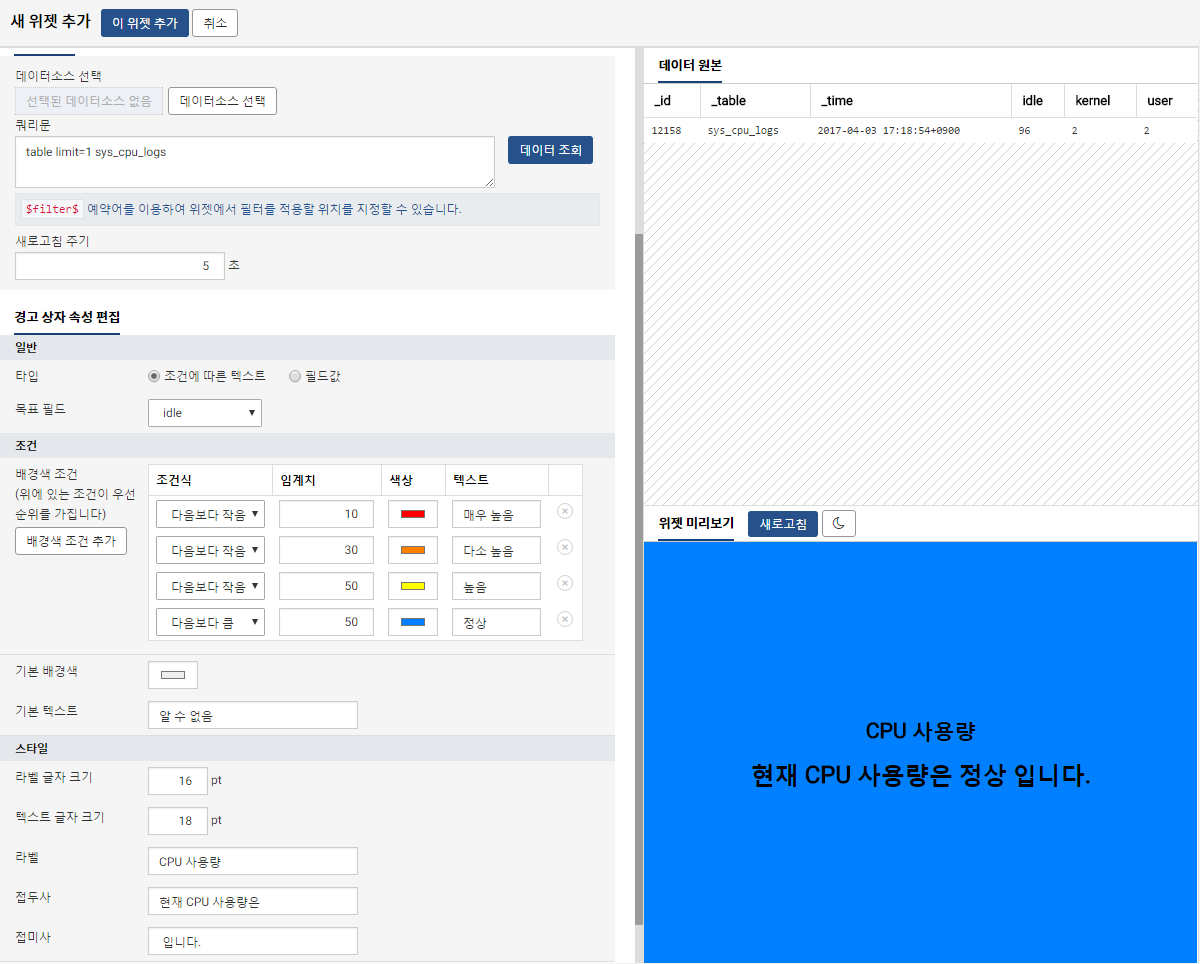 새 위젯 추가 이 위젯 추가 취소
데이터소스 선택
선택된 데이터소스 없음 데이터소스 선택
쿼리문
table limit=1 sys_cpu_logs
데이터 조회
$filter$ 예약어를 이용하여 위젯에서 필터를 적용할 위치를 지정할 수 있습니다.
새로고침 주기
5 초
경고 상자 속성 편집
일반
타입 조건에 따른 텍스트 필드값
목표 필드 idle
조건
배경색 조건
(위에 있는 조건이 우선
순위를 가집니다)
배경색 조건 추가
조건식 임계치 색상 텍스트
다음보다 작음 10 매우 높음
다음보다 작음 30 다소 높음
다음보다 작음 50 높음
다음보다 큼 50 정상
기본 배경색
기본 텍스트 알 수 없음
스타일
라벨 글자 크기 16 pt
텍스트 글자 크기 18 pt
라벨 CPU 사용량
접두사 현재 CPU 사용량은
접미사 입니다.
데이터 원본
_id _table _time idle kernel user
12158 sys_cpu_logs 2017-04-03 17:18:54+0900 96 2 2
위젯 미리보기 새로고침
CPU 사용량
현재 CPU 사용량은 정상 입니다.